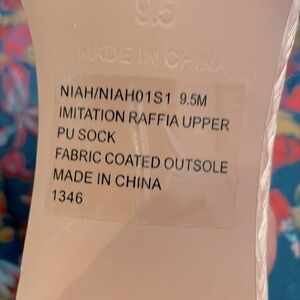 9.5
MADE IN CHINA
NIAH/NIAH01S1 9.5M
IMITATION RAFFIA UPPER
PU SOCK
FABRIC COATED OUTSOLE
MADE IN CHINA
1346